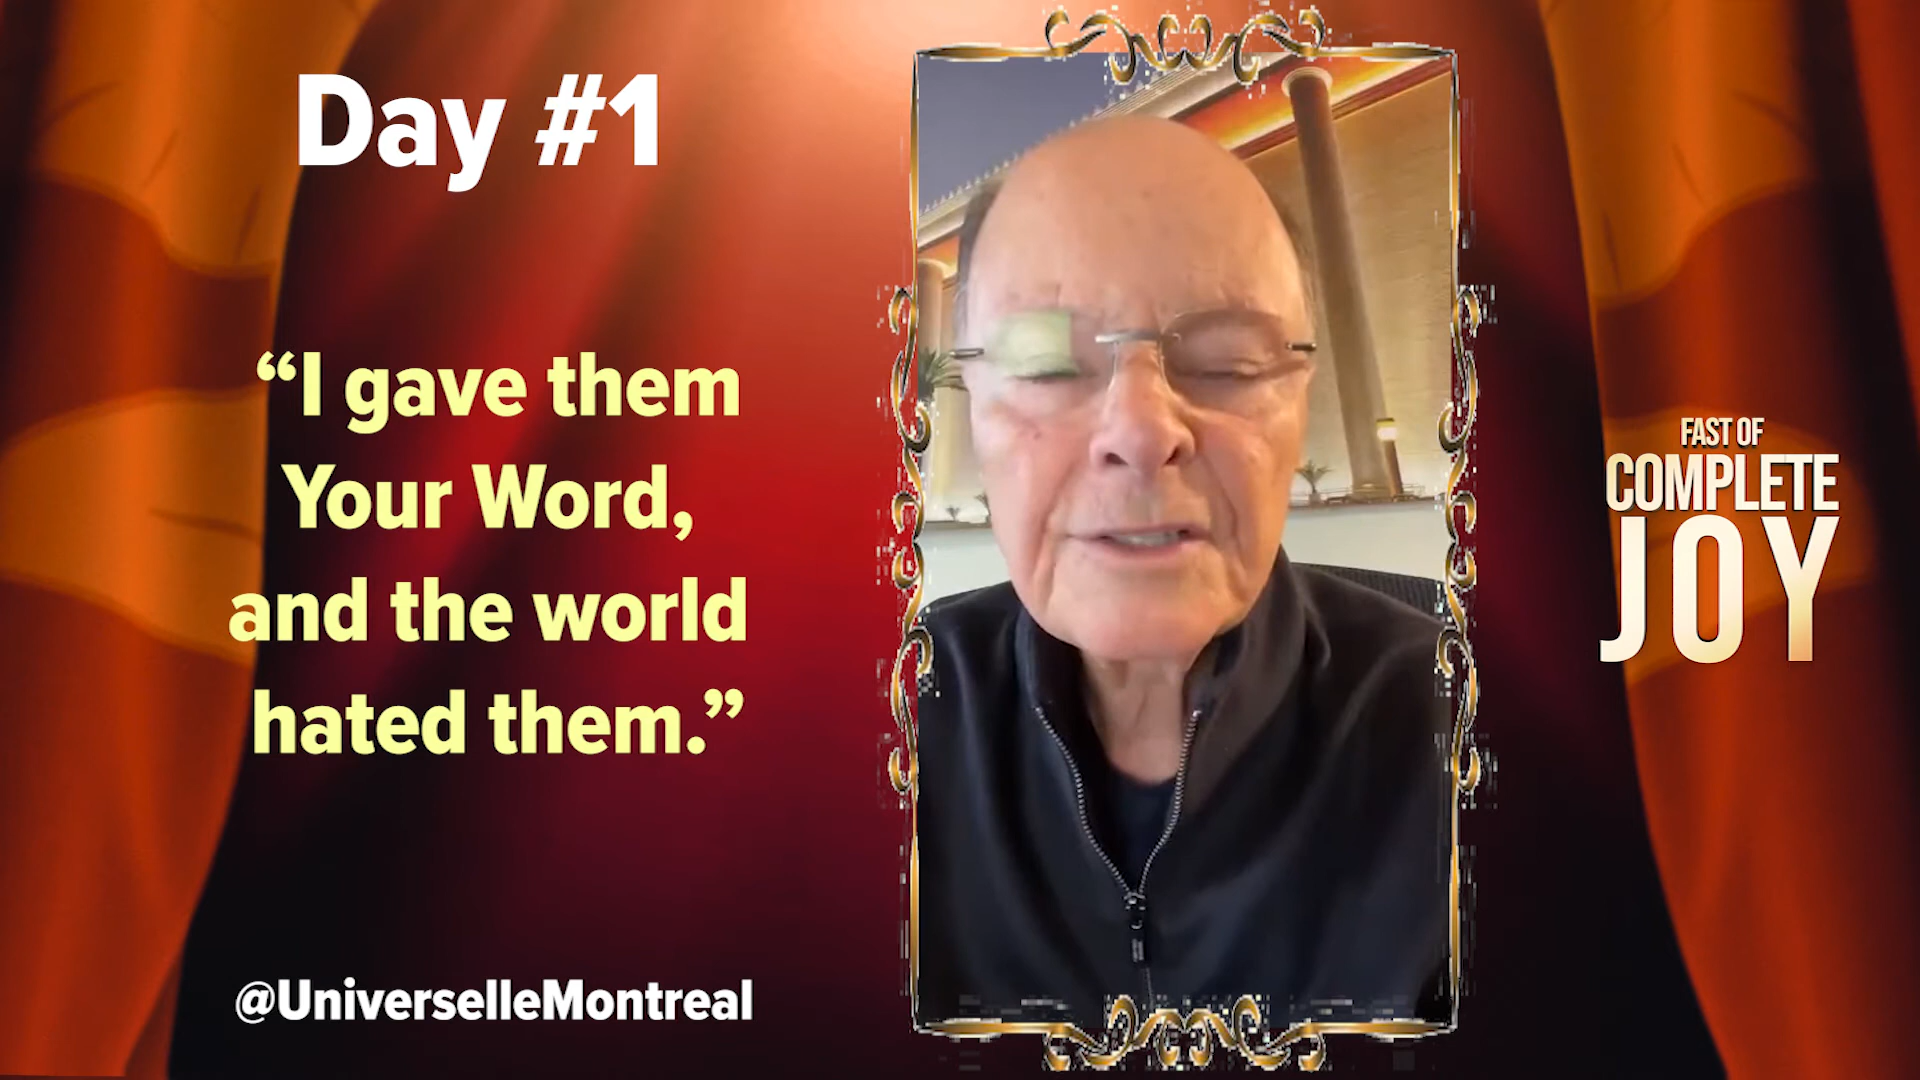 Day #1
“I gave them
Your Word,
and the world
hated them.”
@UniverselleMontreal
FAST OF
COMPLETE
JOY